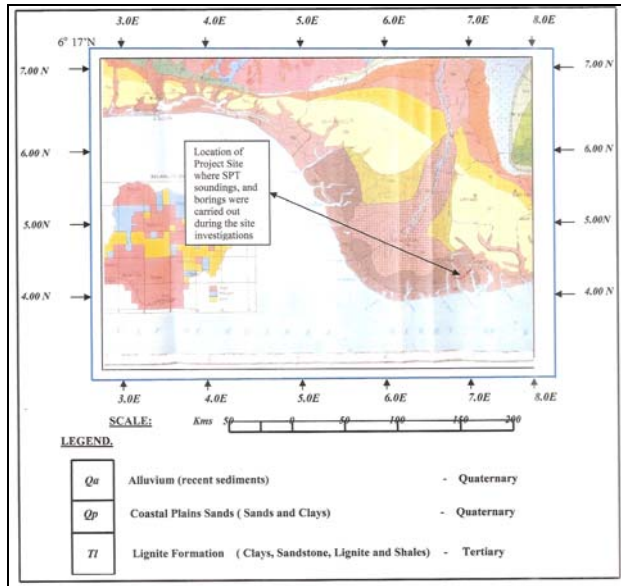 3.0E 4.0E 5.0E 6.0E 7.0E 8.0E
6° 17'N
7.00 N 7.00 N
6.00 N 6.00 N
5.00 N 5.00N
4.00 N 4.00 N
Location of
Project Site
where SPT
soundings, and
borings were
carried out
during the site
investigations
3.0E 4.0E 5.0E 6.0E 7.0E 8.0E
SCALE: Kms 50 0 50 100 150 200
LEGEND.
Qa Alluvium (recent sediments) - Quaternary
Qp Coastal Plains Sands ( Sands and Clays) - Quaternary
Tl Lignite Formation ( Clays, Sandstone, Lignite and Shales) - Tertiary